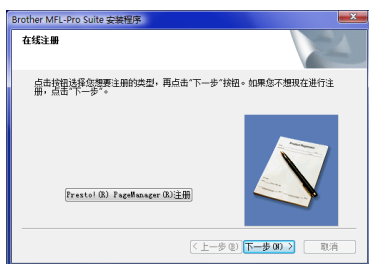 Brother MFL-Pro Suite 安装程序
在线注册
点击按钮选择您想要注册的类型，再点击“下一步”按钮。如果您不想现在进行注
册，点击“下一步”。
Presto! (R) PageManager (R)注册
Product Registration
< 上一步(B)
下一步(N) >
取消